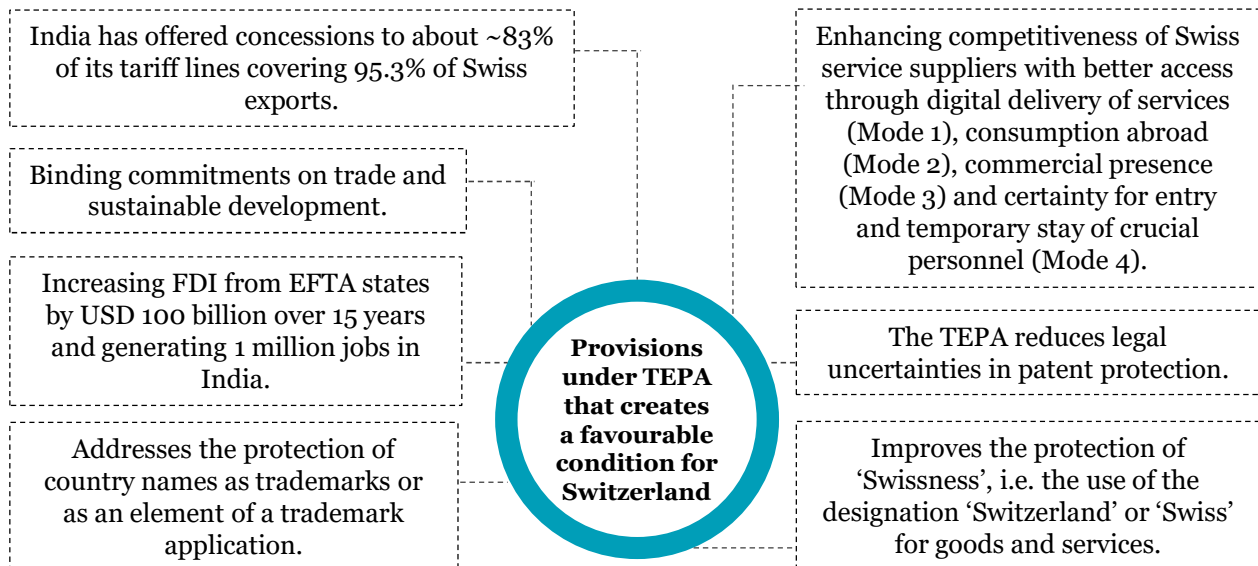 India has offered concessions to about ~83%
of its tariff lines covering 95.3% of Swiss
exports.
Binding commitments on trade and
sustainable development.
Increasing FDI from EFTA states
by USD 100 billion over 15 years
and generating 1 million jobs in
India.
Addresses the protection of
country names as trademarks or
as an element of a trademark
application.
Provisions
under TEPA
that creates
a favourable
condition for
Switzerland
Enhancing competitiveness of Swiss
service suppliers with better access
through digital delivery of services
(Mode 1), consumption abroad
(Mode 2), commercial presence
(Mode 3) and certainty for entry
and temporary stay of crucial
personnel (Mode 4).
The TEPA reduces legal
uncertainties in patent protection.
Improves the protection of
‘Swissness’, i.e. the use of the
designation ‘Switzerland’ or ‘Swiss’
for goods and services.